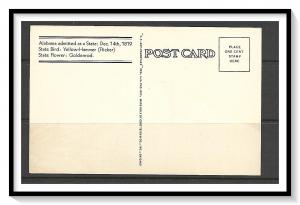 Alabama admitted as a State: Dec. 14th, 1819
State Bird: Yellow-Hammer (Flicker)
State Flower: Goldenrod.
POST CARD
PLACE
ONE CENT
STAMP
HERE